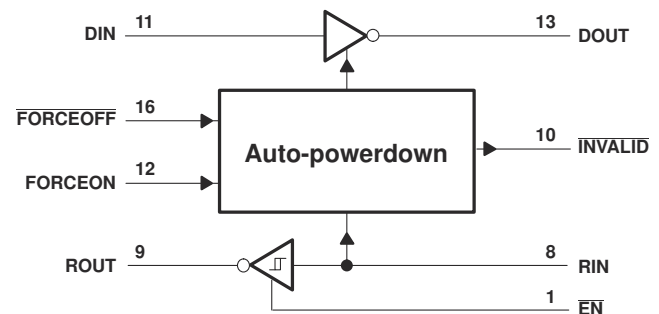 DIN 11 13 DOUT
FORCEOFF 16
Auto-powerdown
10 INVALID
FORCEON 12
ROUT 9 8 RIN
1 EN